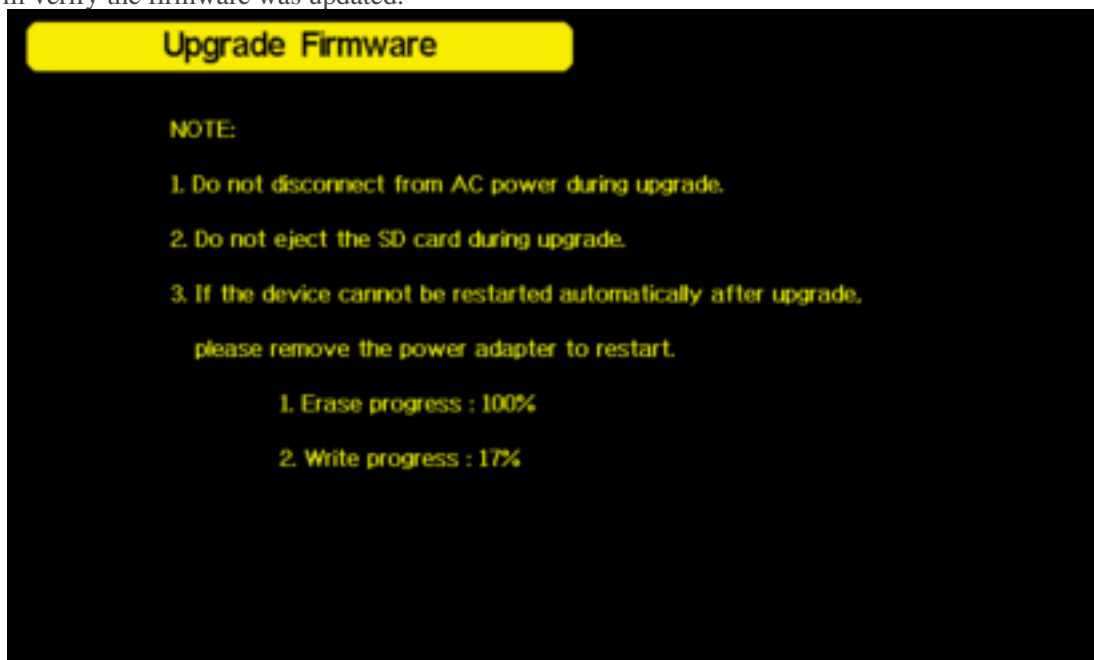 verify the firmware was updated.
Upgrade Firmware
NOTE:
1. Do not disconnect from AC power during upgrade.
2. Do not eject the SD card during upgrade.
3. If the device cannot be restarted automatically after upgrade.
please remove the power adapter to restart.
1. Erase progress : 100%
2. Write progress : 17%